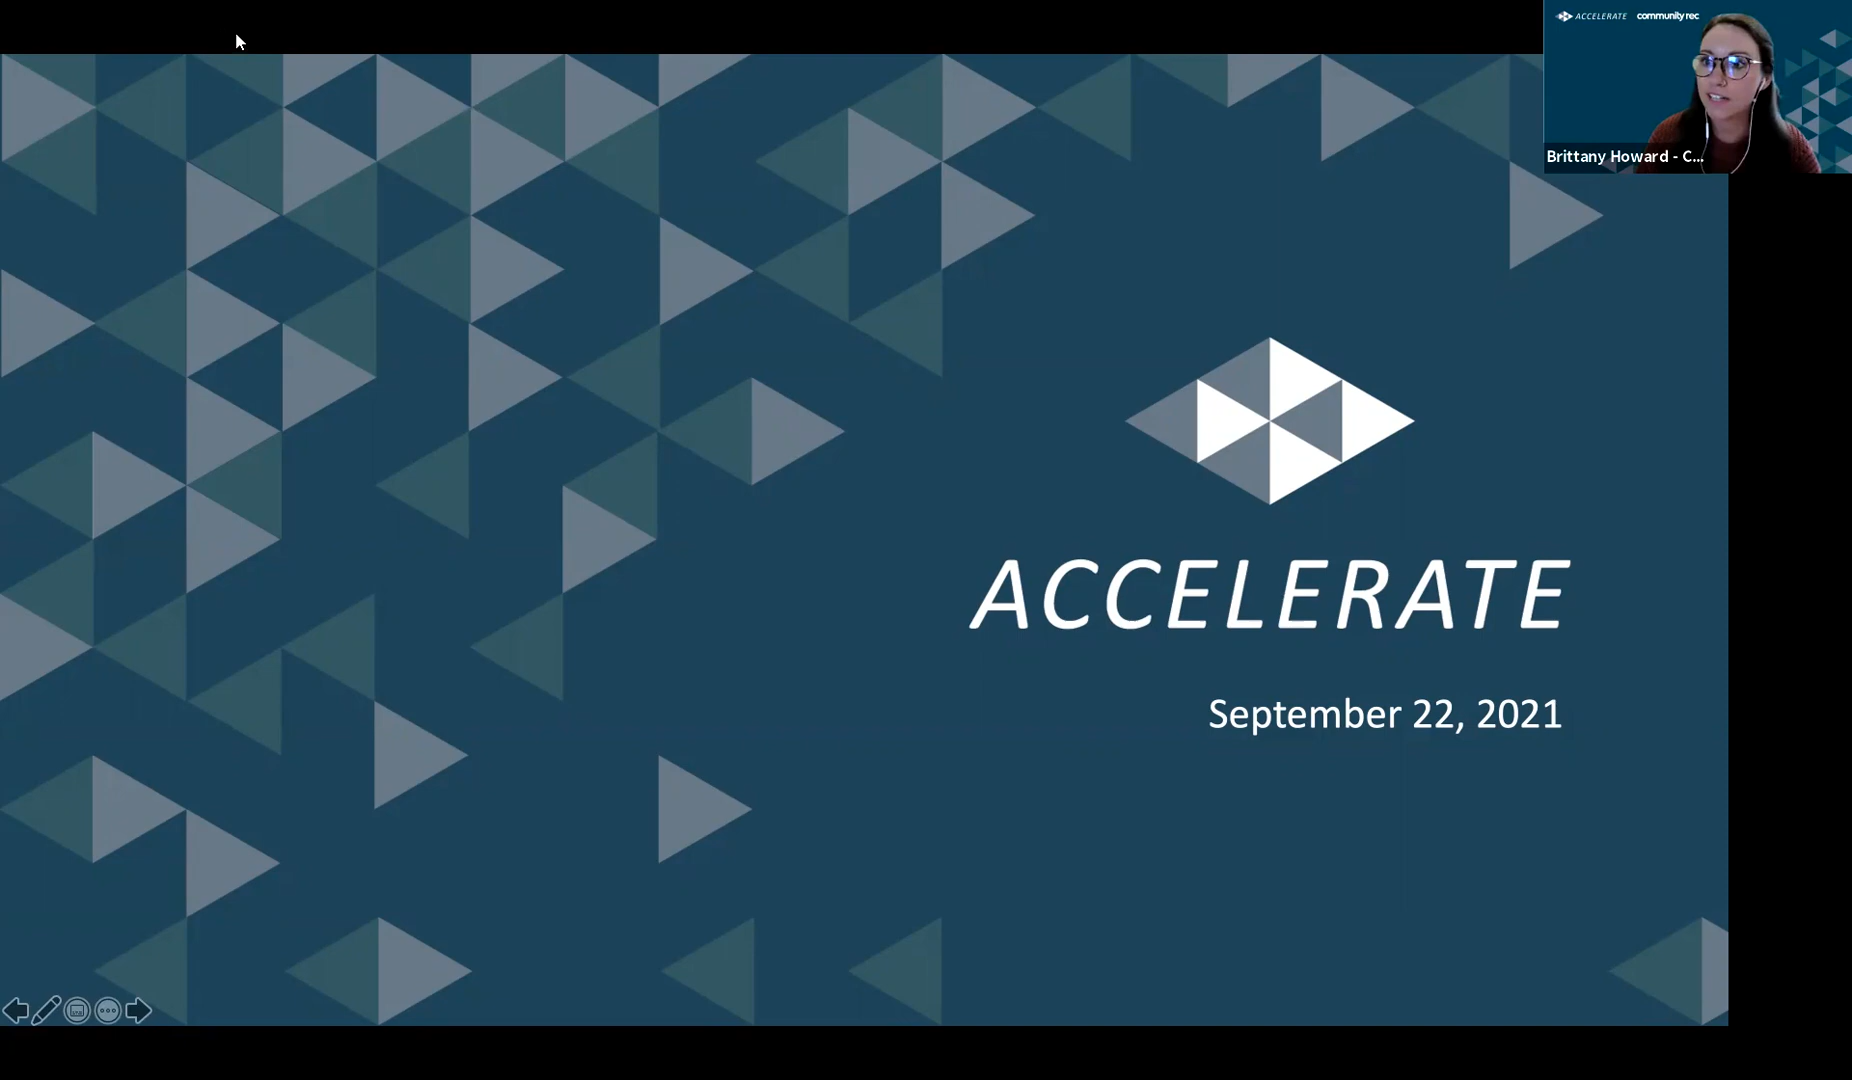 ACCELERATE community rec
Brittany Howard - C...
ACCELERATE
September 22, 2021